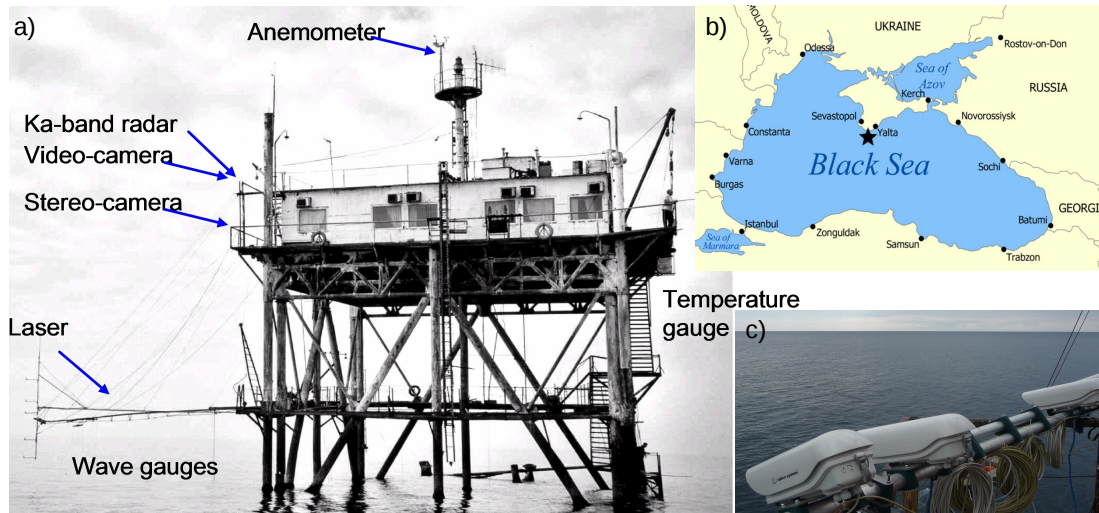 a)
Anemometer
Ka-band radar
Video-camera
Stereo-camera
Laser
Wave gauges
Temperature
gauge
b)
MOLDOVA
UKRAINE
Odessa
Rostov-on-Don
Sea of
Azov
RUSSIA
Kerch
Sevastopol
Yalta
Novorossiysk
Constanta
Varna
Black Sea
Sochi
Burgas
GEORGI
Istanbul
Batumi
Sea of
Marmara
Zonguldak
Samsun
Trabzon
c)